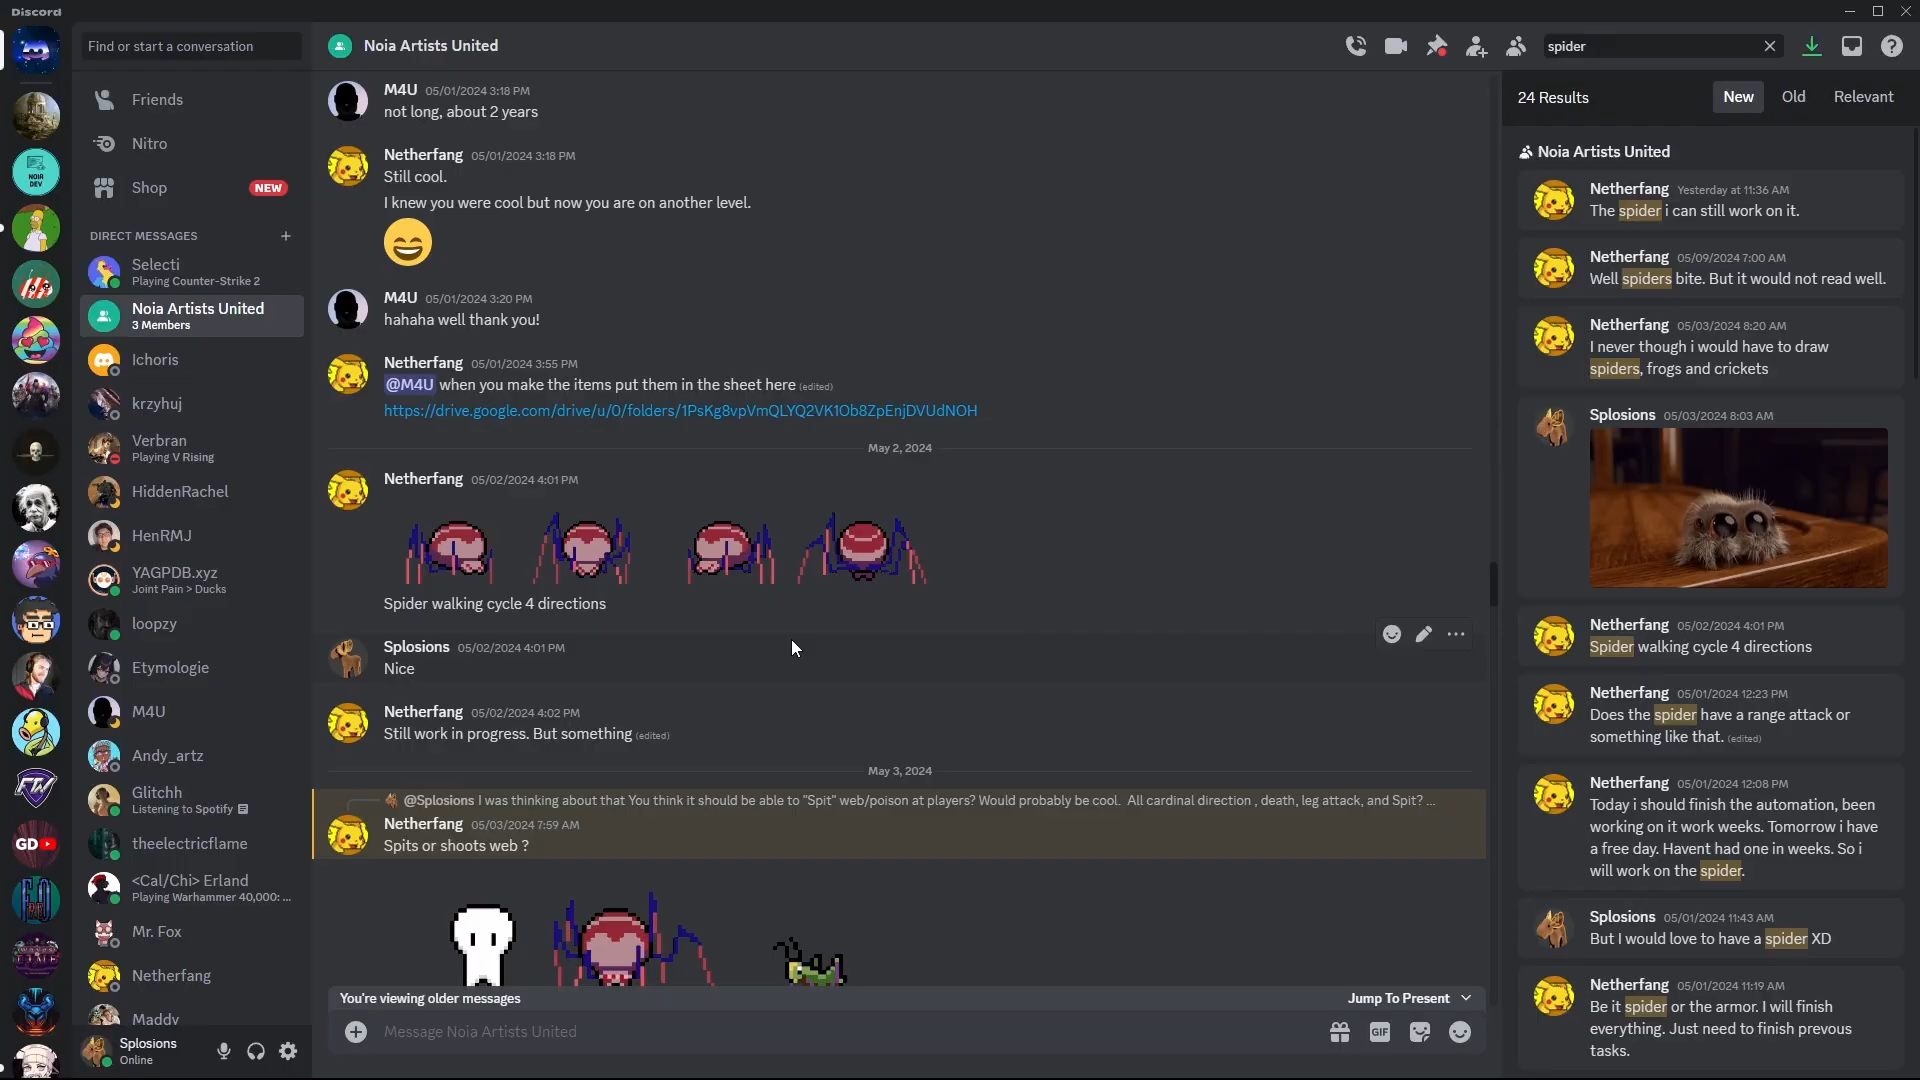 Discord
Find or start a conversation
Friends
Nitro
Shop
NEW
DIRECT MESSAGES
Selecti
Playing Counter-Strike 2
Noia Artists United
3 Members
Ichoris
krzyhuj
Verbran
Playing V Rising
HiddenRachel
HenRMJ
YAGPDB.xyz
Joint Pain > Ducks
loopzy
Etymologie
M4U
Andy_artz
Glitchh
Listening to Spotify
theelectricflame
<Cal/Chi> Erland
Playing Warhammer 40,000: ...
Mr. Fox
Netherfang
Maddy
Splosions
Online
NOIA
DEV
FW
GD
Noia Artists United
M4U 05/01/2024 3:18 PM
not long, about 2 years
Netherfang 05/01/2024 3:18 PM
Still cool.
I knew you were cool but now you are on another level.
M4U 05/01/2024 3:20 PM
hahaha well thank you!
Netherfang 05/01/2024 3:55 PM
@M4U when you make the items put them in the sheet here (edited)
https://drive.google.com/drive/u/0/folders/1PsKg8vpVmQLYQ2VK1Ob8ZpEnjDVUdNOH
May 2, 2024
Netherfang 05/02/2024 4:01 PM
Spider walking cycle 4 directions
Splosions 05/02/2024 4:01 PM
Nice
Netherfang 05/02/2024 4:02 PM
Still work in progress. But something (edited)
May 3, 2024
@Splosions I was thinking about that You think it should be able to "Spit" web/poison at players? Would probably be cool. All cardinal direction , death, leg attack, and Spit? ...
Netherfang 05/03/2024 7:59 AM
Spits or shoots web ?
You're viewing older messages
Jump To Present
Message Noia Artists United
GIF
spider
24 Results
New
Old
Relevant
Noia Artists United
Netherfang Yesterday at 11:36 AM
The spider i can still work on it.
Netherfang 05/09/2024 7:00 AM
Well spiders bite. But it would not read well.
Netherfang 05/03/2024 8:20 AM
I never though i would have to draw
spiders, frogs and crickets
Splosions 05/03/2024 8:03 AM
Netherfang 05/02/2024 4:01 PM
Spider walking cycle 4 directions
Netherfang 05/01/2024 12:23 PM
Does the spider have a range attack or
something like that. (edited)
Netherfang 05/01/2024 12:08 PM
Today i should finish the automation, been
working on it work weeks. Tomorrow i have
a free day. Havent had one in weeks. So i
will work on the spider.
Splosions 05/01/2024 11:43 AM
But I would love to have a spider XD
Netherfang 05/01/2024 11:19 AM
Be it spider or the armor. I will finish
everything. Just need to finish prevous
tasks.